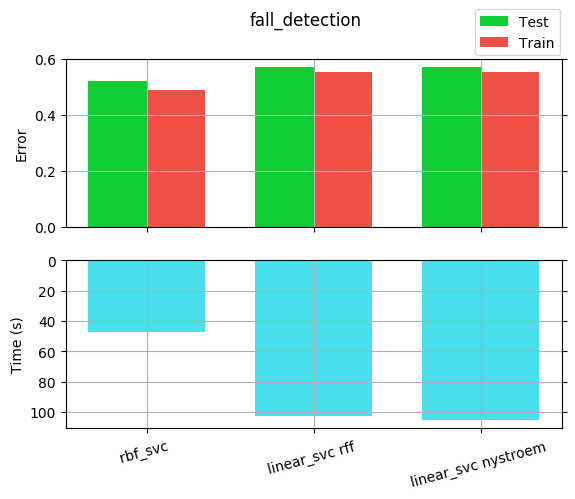 fall_detection
Test
Train
0.6
0.4
0.2
0.0
Error
0
20
40
60
80
100
Time (s)
rbf_svc
linear_svc rff
linear_svc nystroem